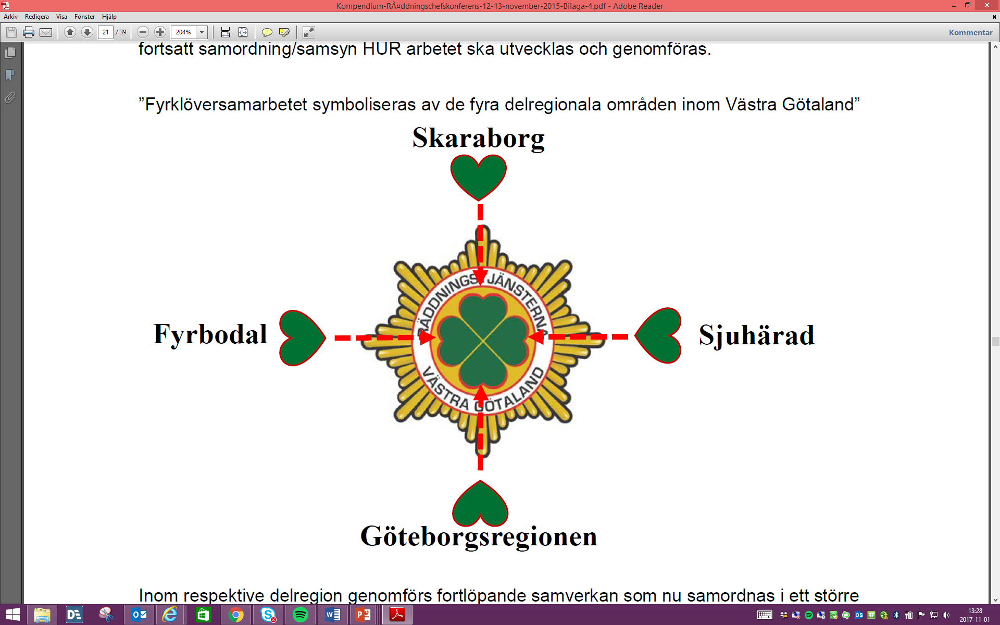 Kompendium-RÃ¤ddningschefskonferens-12-13-november-2015-Bilaga-4.pdf - Adobe Reader
Arkiv Redigera Visa Fönster Hjälp
21 / 39 204% Kommentar
fortsatt samordning/samsyn HUR arbetet ska utvecklas och genomföras.
”Fyrklöversamarbetet symboliseras av de fyra delregionala områden inom Västra Götaland”
Skaraborg
RÄDDNINGSTJÄNSTERNA
Fyrbodal
Sjuhärad
VÄSTRA GÖTALAND
Göteborgsregionen
Inom respektive delregion genomförs fortlöpande samverkan som nu samordnas i ett större
13:28
2017-11-01